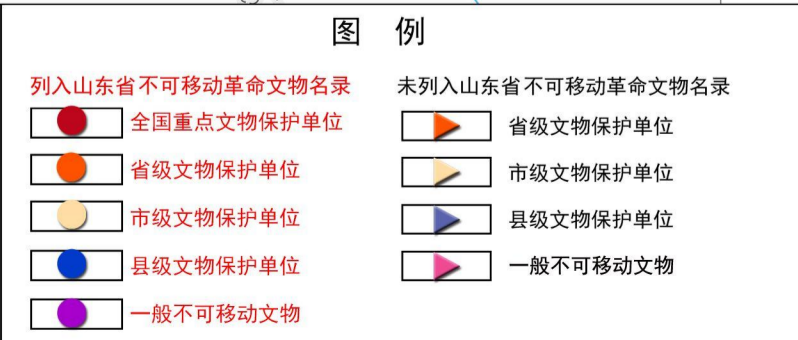 图 例
列入山东省不可移动革命文物名录
全国重点文物保护单位
省级文物保护单位
市级文物保护单位
县级文物保护单位
一般不可移动文物
未列入山东省不可移动革命文物名录
省级文物保护单位
市级文物保护单位
县级文物保护单位
一般不可移动文物